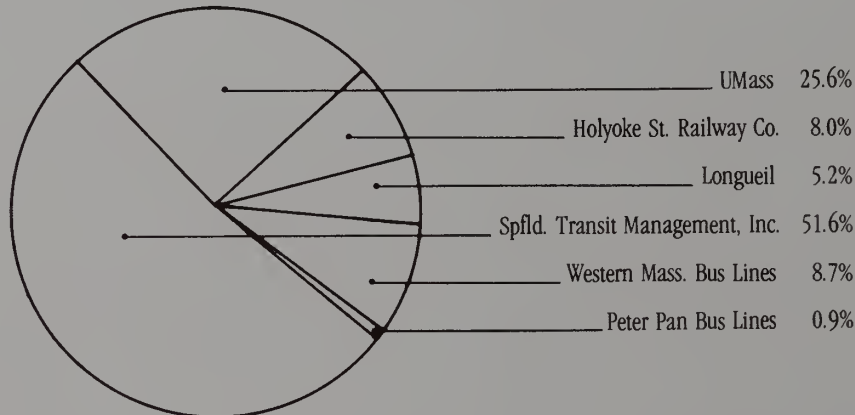 UMass 25.6%
Holyoke St. Railway Co. 8.0%
Longueil 5.2%
Spfld. Transit Management, Inc. 51.6%
Western Mass. Bus Lines 8.7%
Peter Pan Bus Lines 0.9%